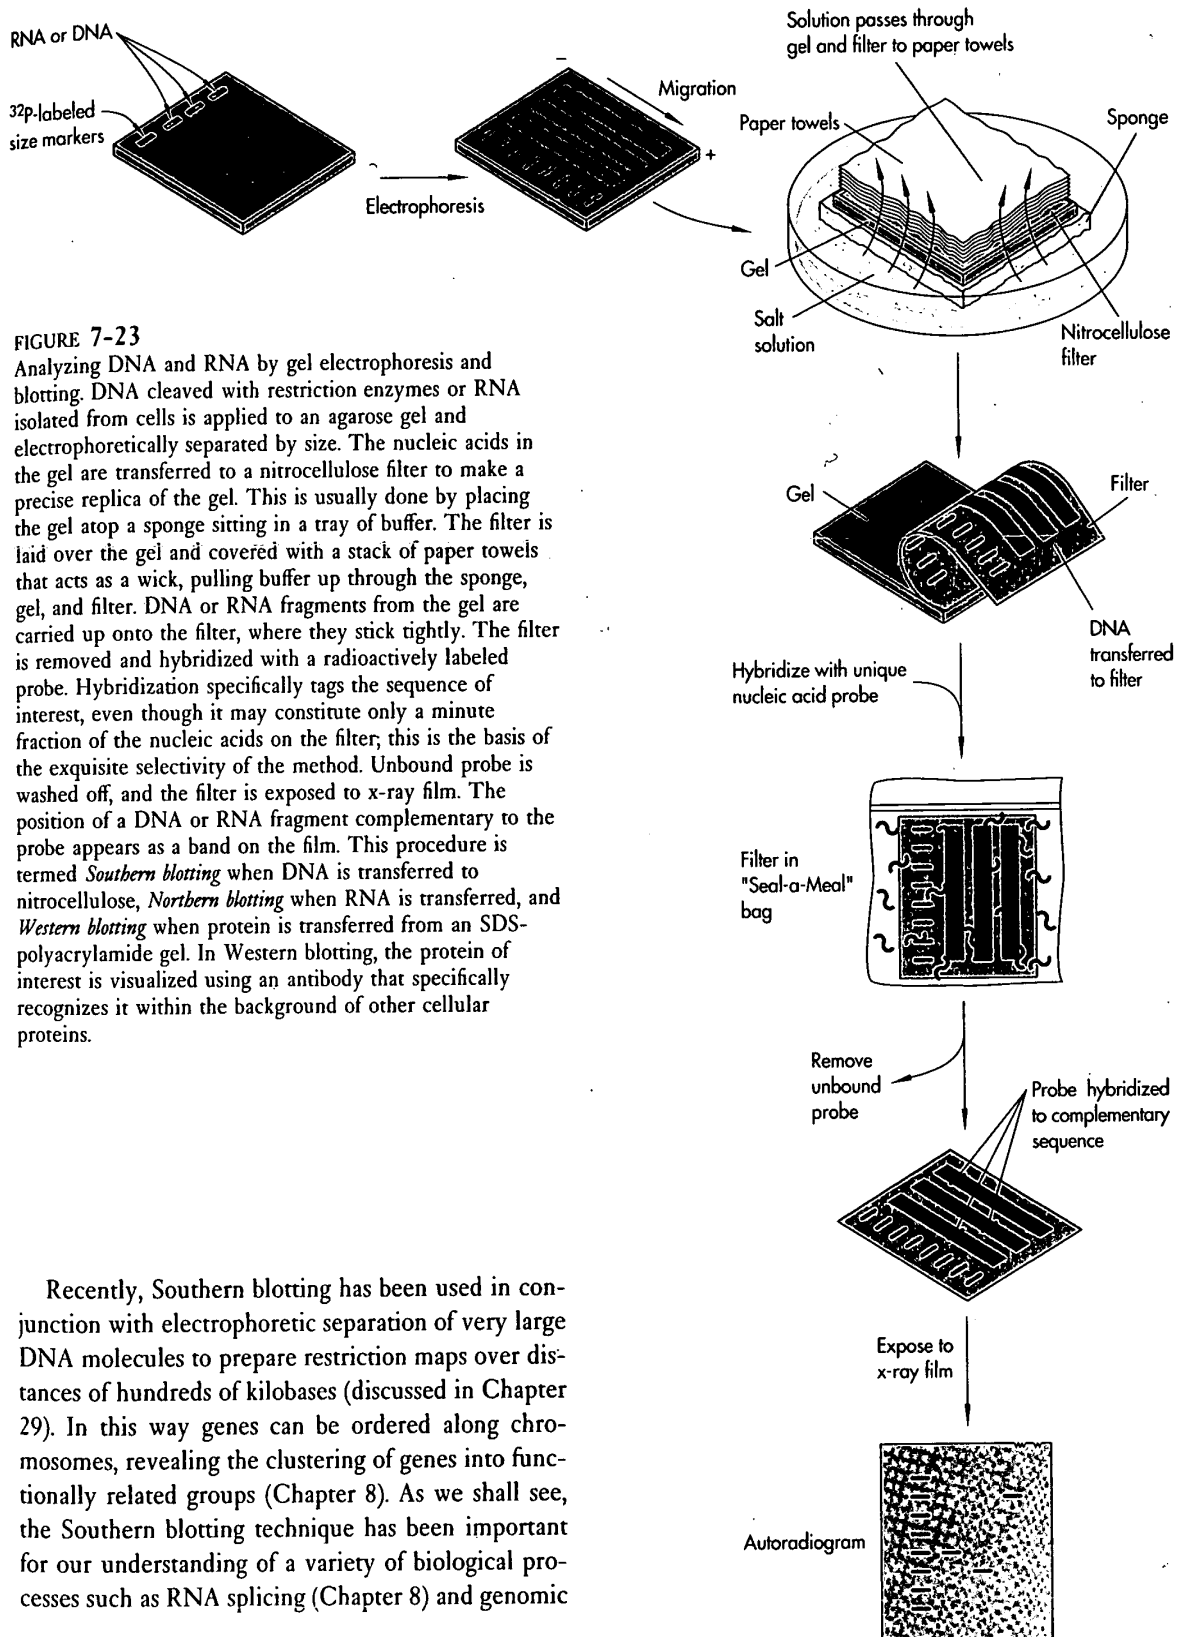 RNA or DNA
32P-labeled
size markers
Electrophoresis
−
Migration
+
Solution passes through
gel and filter to paper towels
Paper towels
Sponge
Gel
Salt
solution
Nitrocellulose
filter
FIGURE 7-23
Analyzing DNA and RNA by gel electrophoresis and
blotting. DNA cleaved with restriction enzymes or RNA
isolated from cells is applied to an agarose gel and
electrophoretically separated by size. The nucleic acids in
the gel are transferred to a nitrocellulose filter to make a
precise replica of the gel. This is usually done by placing
the gel atop a sponge sitting in a tray of buffer. The filter is
laid over the gel and covered with a stack of paper towels
that acts as a wick, pulling buffer up through the sponge,
gel, and filter. DNA or RNA fragments from the gel are
carried up onto the filter, where they stick tightly. The filter
is removed and hybridized with a radioactively labeled
probe. Hybridization specifically tags the sequence of
interest, even though it may constitute only a minute
fraction of the nucleic acids on the filter; this is the basis of
the exquisite selectivity of the method. Unbound probe is
washed off, and the filter is exposed to x-ray film. The
position of a DNA or RNA fragment complementary to the
probe appears as a band on the film. This procedure is
termed Southern blotting when DNA is transferred to
nitrocellulose, Northern blotting when RNA is transferred, and
Western blotting when protein is transferred from an SDS-
polyacrylamide gel. In Western blotting, the protein of
interest is visualized using an antibody that specifically
recognizes it within the background of other cellular
proteins.
Gel
Filter
DNA
transferred
to filter
Hybridize with unique
nucleic acid probe
Filter in
"Seal-a-Meal"
bag
Remove
unbound
probe
Probe hybridized
to complementary
sequence
Expose to
x-ray film
Autoradiogram
Recently, Southern blotting has been used in con-
junction with electrophoretic separation of very large
DNA molecules to prepare restriction maps over dis-
tances of hundreds of kilobases (discussed in Chapter
29). In this way genes can be ordered along chro-
mosomes, revealing the clustering of genes into func-
tionally related groups (Chapter 8). As we shall see,
the Southern blotting technique has been important
for our understanding of a variety of biological pro-
cesses such as RNA splicing (Chapter 8) and genomic